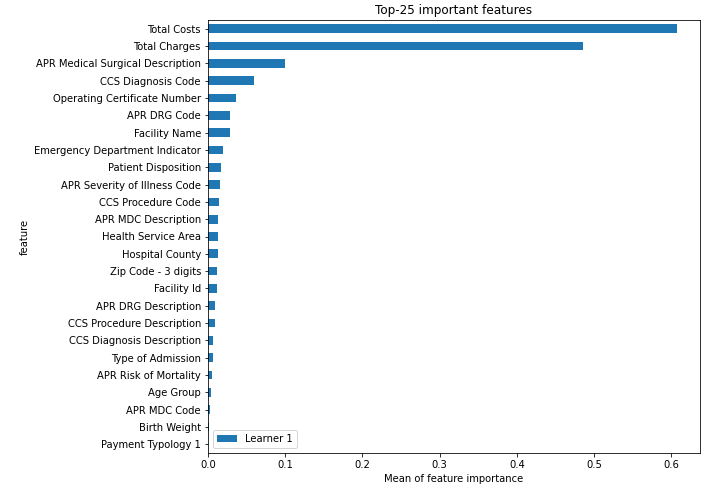 Top-25 important features
Total Costs
Total Charges
APR Medical Surgical Description
CCS Diagnosis Code
Operating Certificate Number
APR DRG Code
Facility Name
Emergency Department Indicator
Patient Disposition
APR Severity of Illness Code
CCS Procedure Code
APR MDC Description
Health Service Area
Hospital County
Zip Code - 3 digits
Facility Id
APR DRG Description
CCS Procedure Description
CCS Diagnosis Description
Type of Admission
APR Risk of Mortality
Age Group
APR MDC Code
Birth Weight
Payment Typology 1
feature
Learner 1
0.0 0.1 0.2 0.3 0.4 0.5 0.6
Mean of feature importance